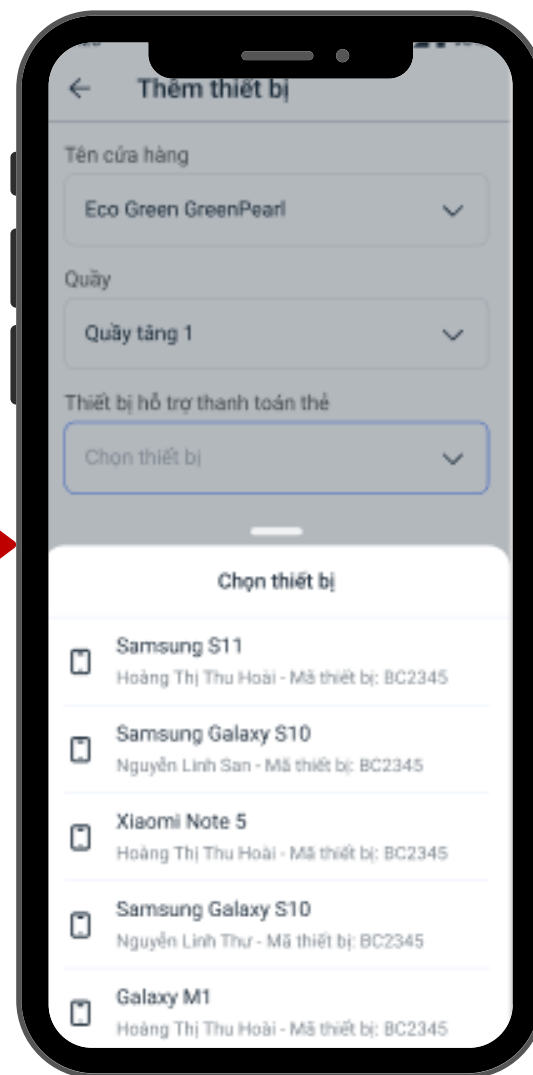 Thêm thiết bị
Tên cửa hàng
Eco Green GreenPearl
Quầy
Quầy tầng 1
Thiết bị hỗ trợ thanh toán thẻ
Chọn thiết bị
Chọn thiết bị
Samsung S11
Hoàng Thị Thu Hoài - Mã thiết bị: BC2345
Samsung Galaxy S10
Nguyễn Linh San - Mã thiết bị: BC2345
Xiaomi Note 5
Hoàng Thị Thu Hoài - Mã thiết bị: BC2345
Samsung Galaxy S10
Nguyễn Linh Thư - Mã thiết bị: BC2345
Galaxy M1
Hoàng Thị Thu Hoài - Mã thiết bị: BC2345